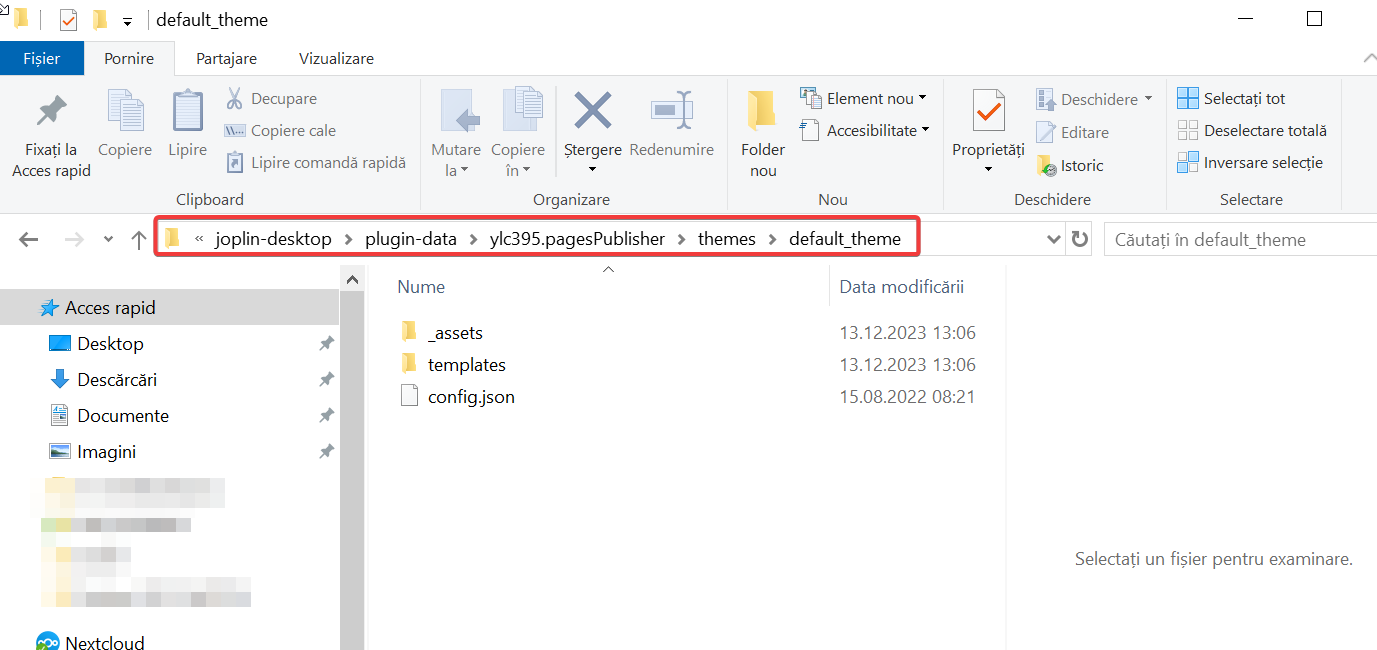 default_theme
Fișier Pornire Partajare Vizualizare
Fixați la Acces rapid
Copiere
Lipire
Decupare
Copiere cale
Lipire comandă rapidă
Clipboard
Mutare la
Copiere în
Ștergere
Redenumire
Organizare
Folder nou
Element nou
Accesibilitate
Nou
Proprietăți
Deschidere
Editare
Istoric
Deschidere
Selectați tot
Deselectare totală
Inversare selecție
Selectare
« joplin-desktop > plugin-data > ylc395.pagesPublisher > themes > default_theme
Căutați în default_theme
Acces rapid
Desktop
Descărcări
Documente
Imagini
Nextcloud
Nume Data modificării
_assets 13.12.2023 13:06
templates 13.12.2023 13:06
config.json 15.08.2022 08:21
Selectați un fișier pentru examinare.